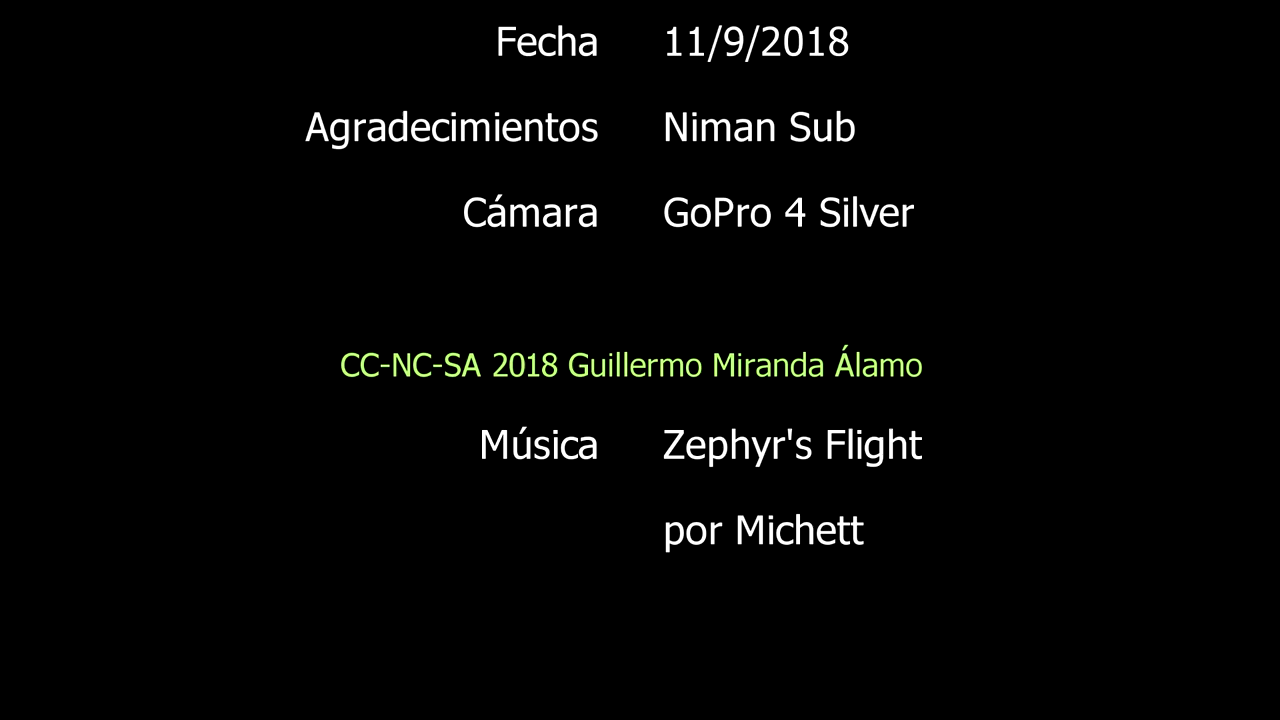 Fecha 11/9/2018
Agradecimientos Niman Sub
Cámara GoPro 4 Silver
CC-NC-SA 2018 Guillermo Miranda Álamo
Música Zephyr's Flight
por Michett